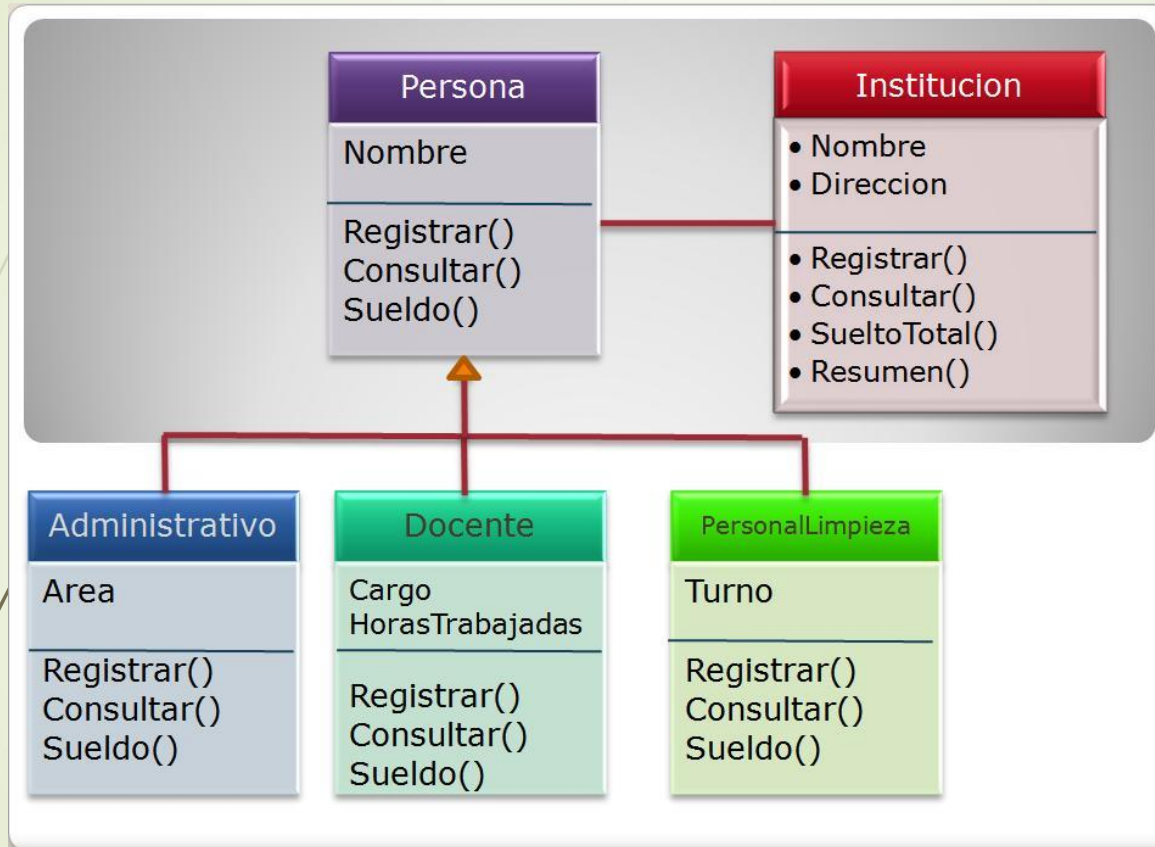 Persona
Nombre
Registrar()
Consultar()
Sueldo()
Institucion
• Nombre
• Direccion
• Registrar()
• Consultar()
• SueltoTotal()
• Resumen()
Administrativo
Area
Registrar()
Consultar()
Sueldo()
Docente
Cargo
HorasTrabajadas
Registrar()
Consultar()
Sueldo()
PersonalLimpieza
Turno
Registrar()
Consultar()
Sueldo()